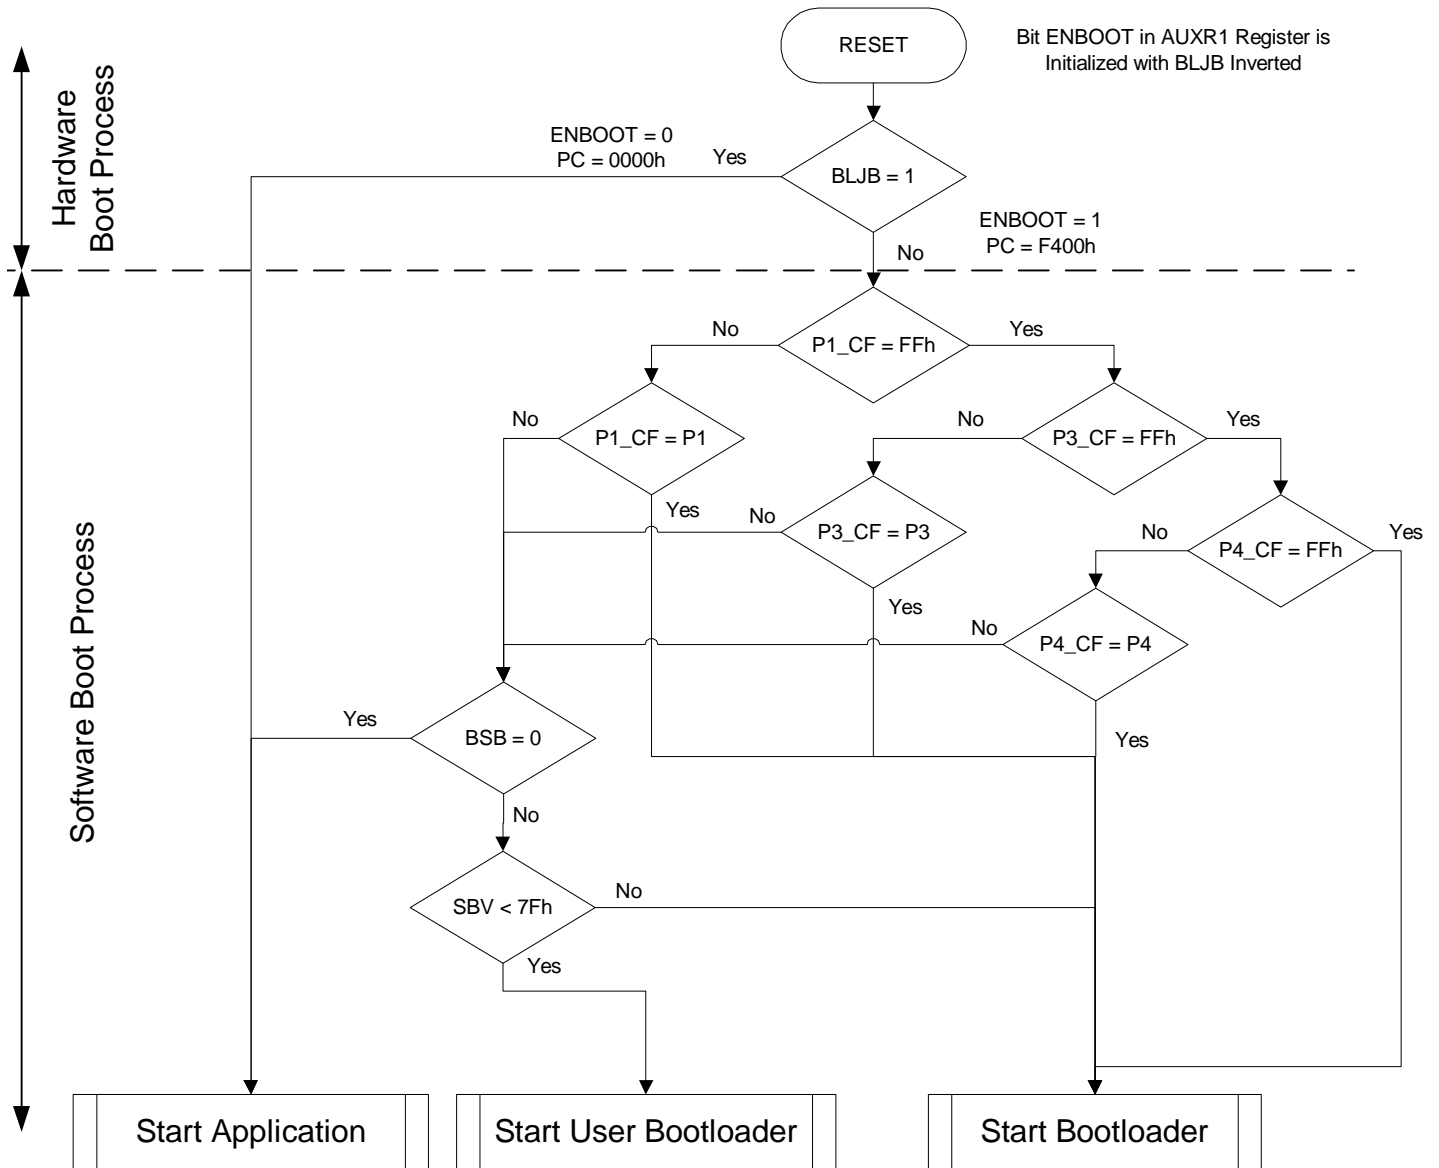 RESET
Bit ENBOOT in AUXR1 Register is
Initialized with BLJB Inverted
Hardware
Boot Process
ENBOOT = 0
PC = 0000h
Yes
BLJB = 1
ENBOOT = 1
PC = F400h
No
No
P1_CF = FFh
Yes
No
P1_CF = P1
No
P3_CF = FFh
Yes
Yes
No
P3_CF = P3
No
P4_CF = FFh
Yes
Yes
No
P4_CF = P4
Software Boot Process
Yes
BSB = 0
Yes
No
SBV < 7Fh
No
Yes
Start Application
Start User Bootloader
Start Bootloader